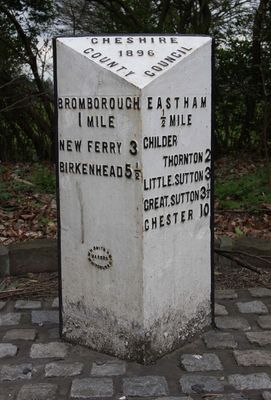 CHESHIRE
1896
COUNTY COUNCIL
BROMBOROUGH
1 MILE
NEW FERRY 3
BIRKENHEAD 5½
EASTHAM
½ MILE
CHILDER
THORNTON 2
LITTLE.SUTTON 3
GREAT.SUTTON 3½
CHESTER 10